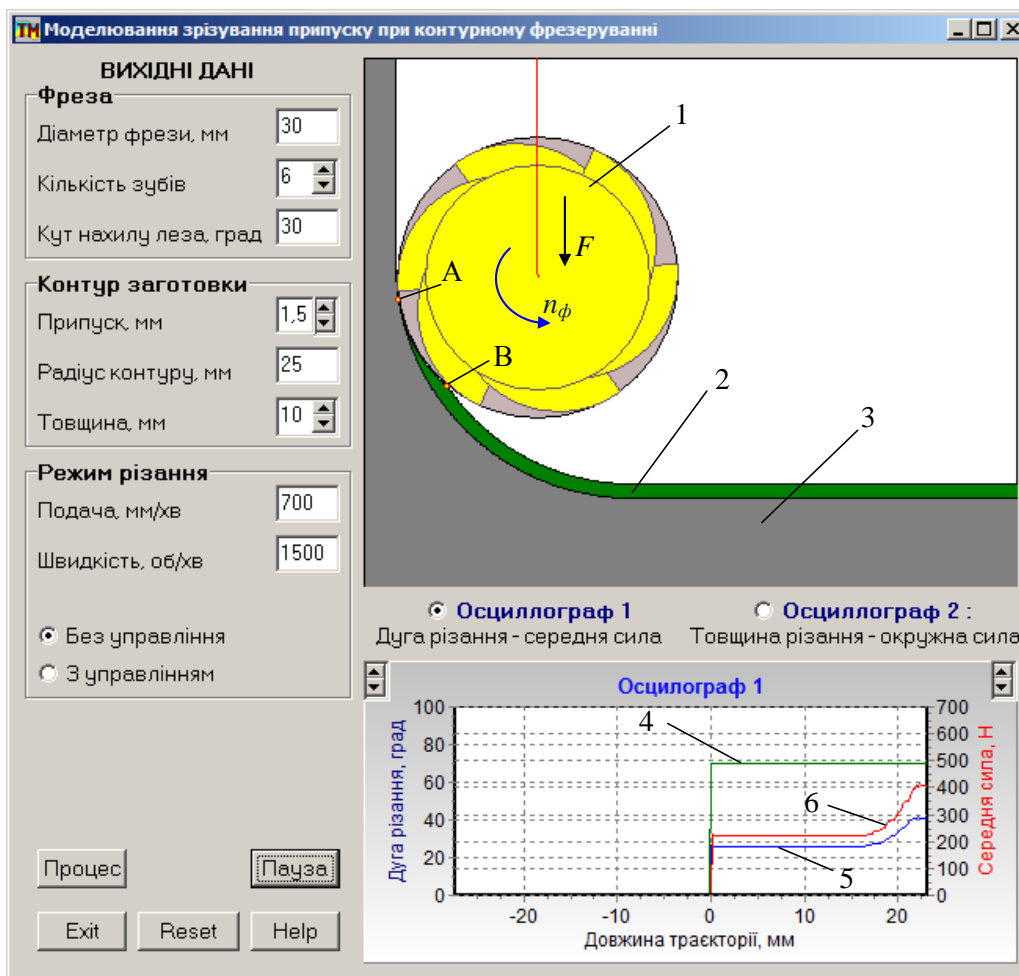 TM Моделювання зрізування припуску при контурному фрезеруванні
ВИХІДНІ ДАНІ
Фреза
Діаметр фрези, мм 30
Кількість зубів 6
Кут нахилу леза, град 30
Контур заготовки
Припуск, мм 1,5
Радіус контуру, мм 25
Товщина, мм 10
Режим різання
Подача, мм/хв 700
Швидкість, об/хв 1500
Без управління
З управлінням
Процес
Пауза
Exit
Reset
Help
1
F
A
nф
B
2
3
Осциллограф 1
Дуга різання - середня сила
Осциллограф 2 :
Товщина різання - окружна сила
Осцилограф 1
Дуга різання, град
100
80
60
40
20
0
4
6
5
700
600
500
400
300
200
100
0
Середня сила, Н
-20 -10 0 10 20
Довжина траєкторії, мм